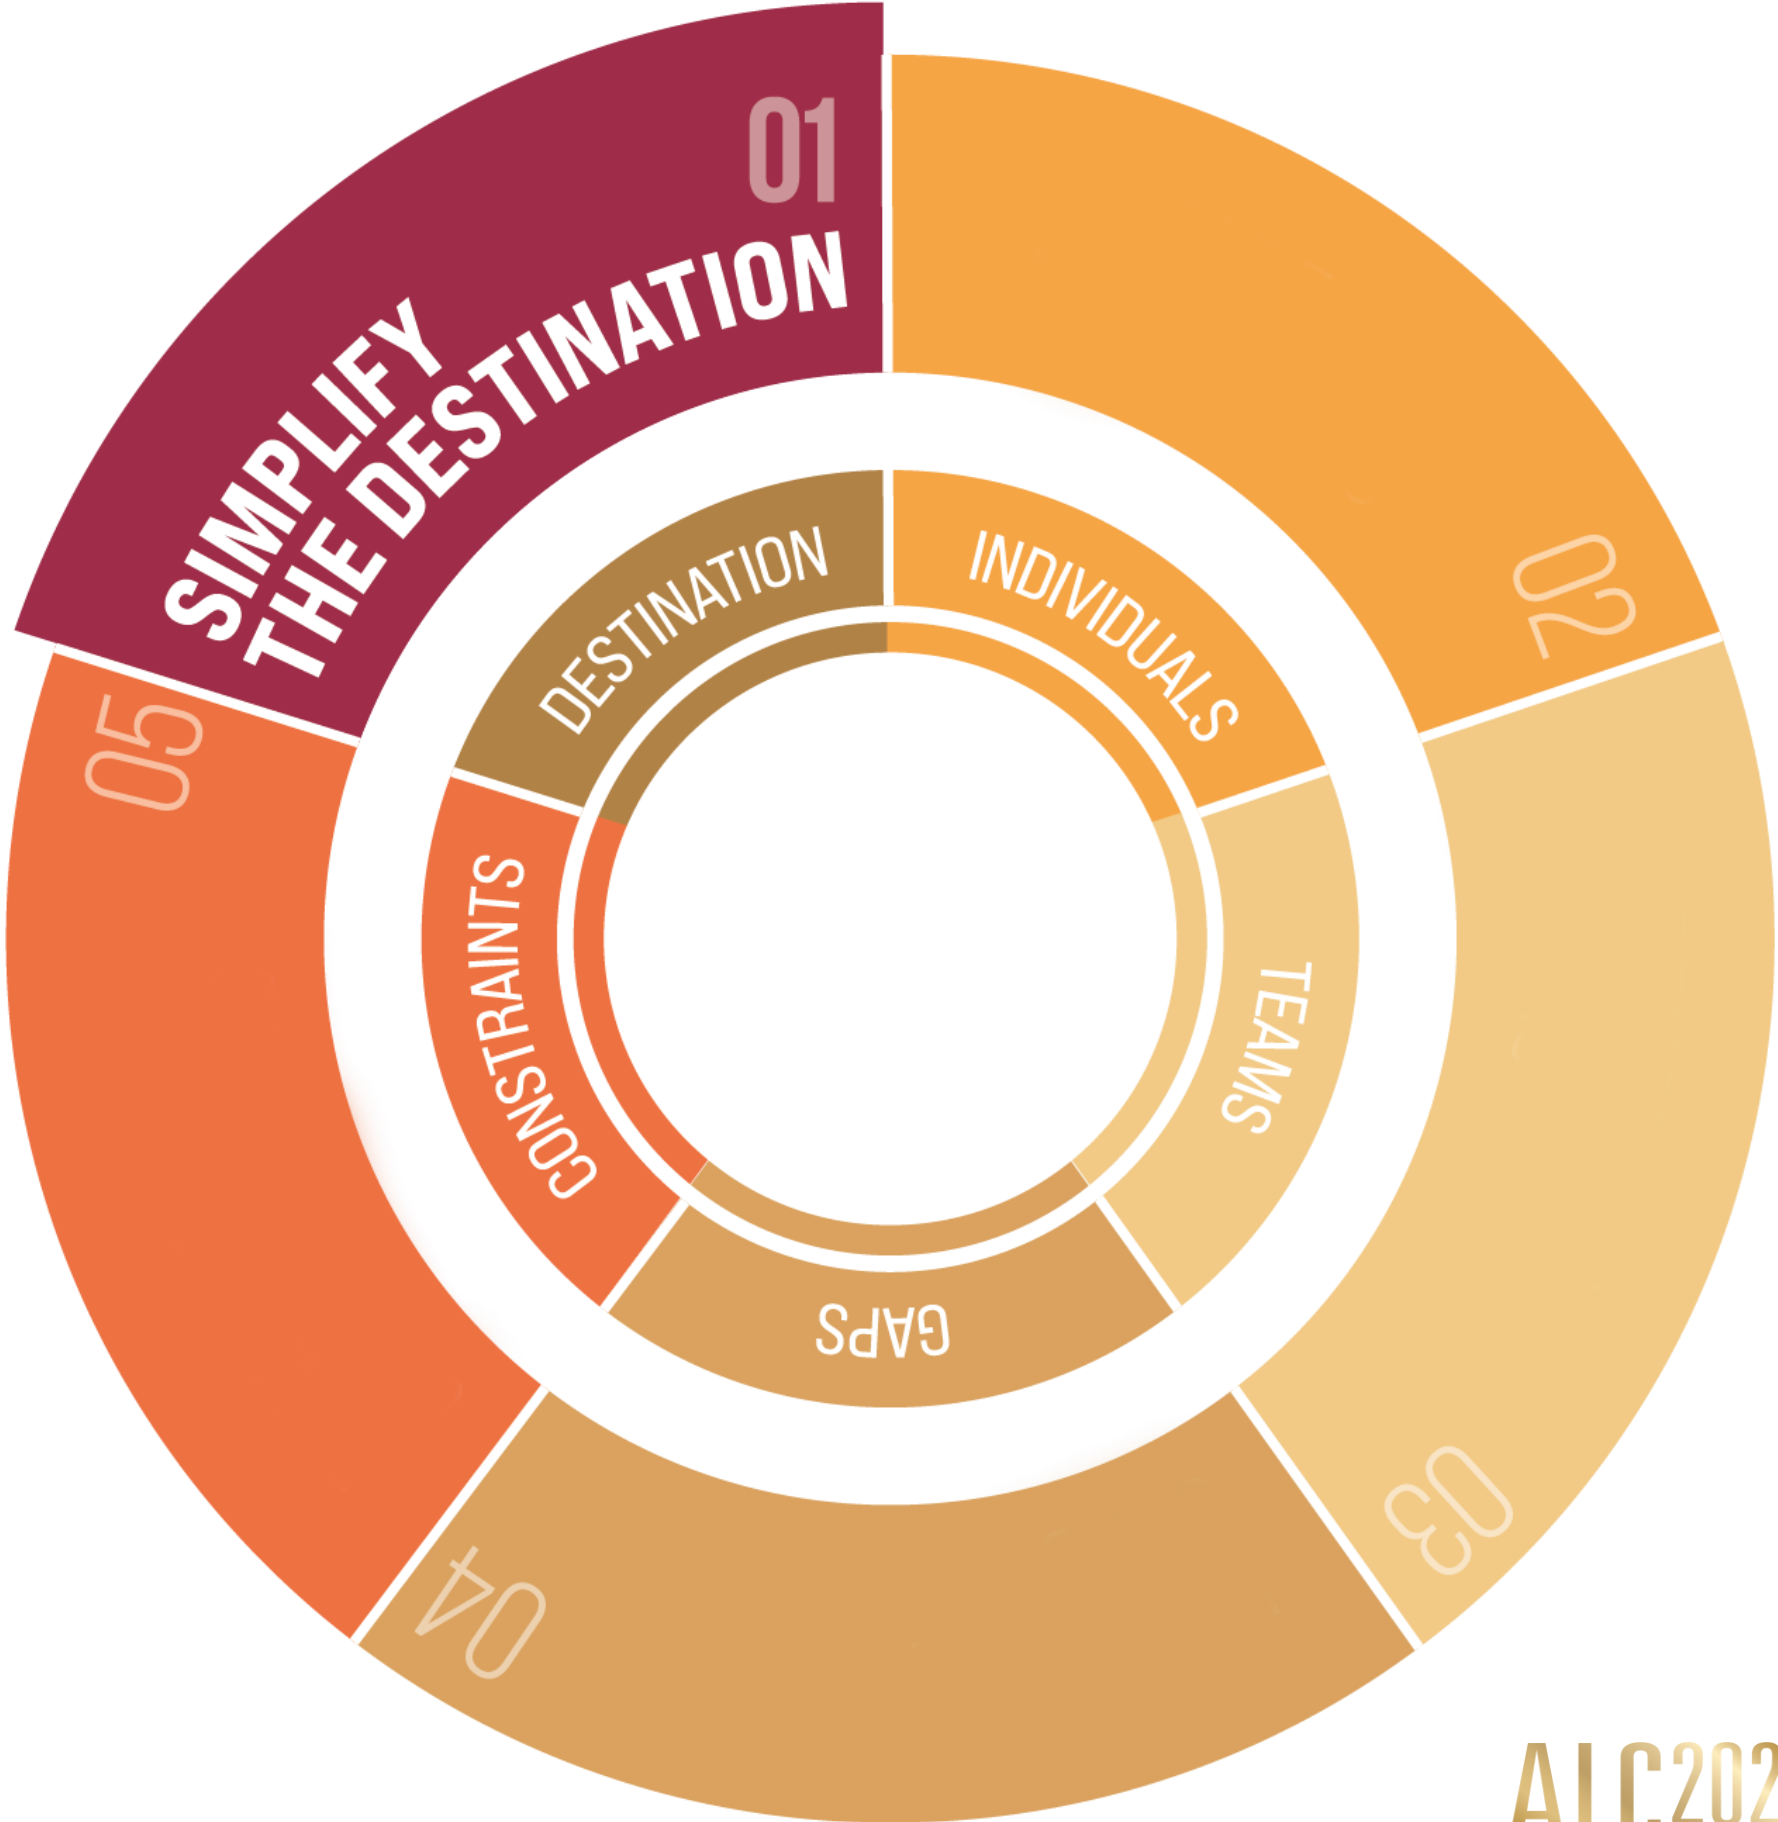 01
SIMPLIFY
THE DESTINATION
02
03
04
05
DESTINATION
INDIVIDUALS
TEAMS
GAPS
CONSTRAINTS